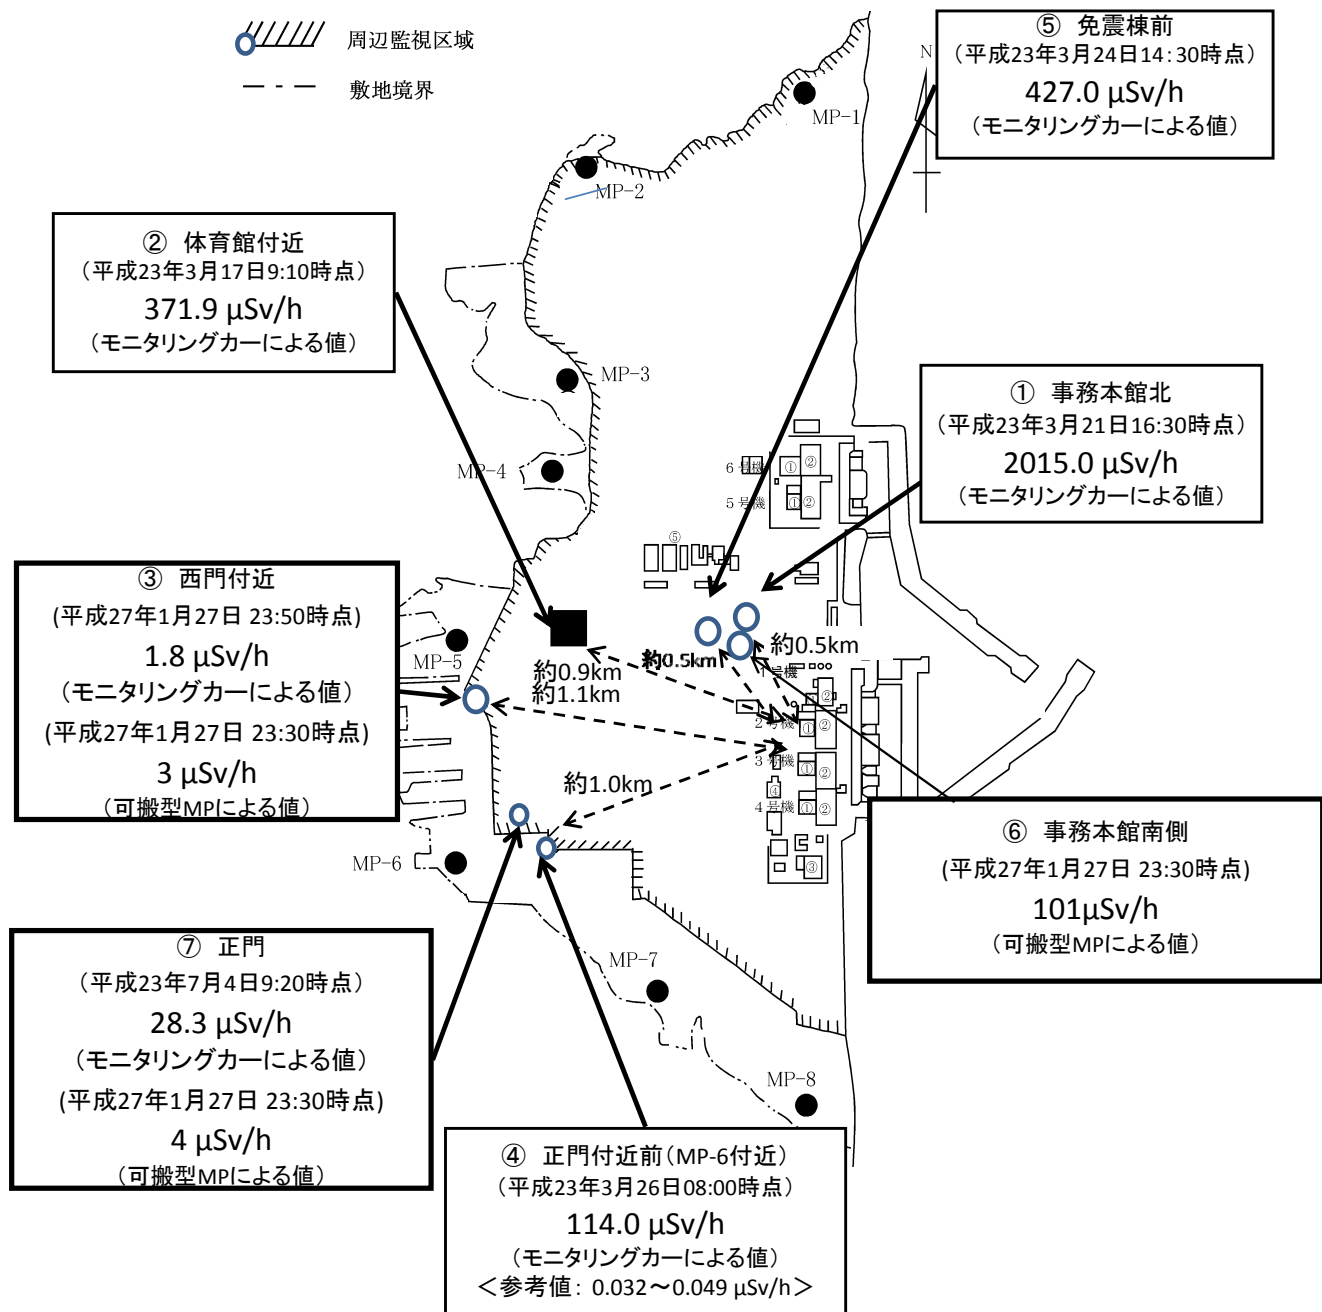 周辺監視区域
敷地境界
⑤ 免震棟前
（平成23年3月24日14：30時点）
427.0 µSv/h
（モニタリングカーによる値）
N
MP-1
MP-2
② 体育館付近
（平成23年3月17日9:10時点）
371.9 µSv/h
（モニタリングカーによる値）
MP-3
MP-4
① 事務本館北
（平成23年3月21日16:30時点）
2015.0 µSv/h
（モニタリングカーによる値）
6号機
① ②
5号機
① ②
⑤
③ 西門付近
(平成27年1月27日 23:50時点)
1.8 µSv/h
（モニタリングカーによる値）
(平成27年1月27日 23:30時点)
3 µSv/h
（可搬型MPによる値）
MP-5
約0.9km
約1.1km
約0.5km
約0.5km
1号機
②
2号機
① ②
3号機
① ②
④
4号機
① ②
③
約1.0km
MP-6
⑥ 事務本館南側
(平成27年1月27日 23:30時点)
101µSv/h
（可搬型MPによる値）
⑦ 正門
（平成23年7月4日9:20時点）
28.3 µSv/h
（モニタリングカーによる値）
(平成27年1月27日 23:30時点)
4 µSv/h
（可搬型MPによる値）
MP-7
MP-8
④ 正門付近前（MP-6付近）
（平成23年3月26日08:00時点）
114.0 µSv/h
（モニタリングカーによる値）
＜参考値： 0.032～0.049 µSv/h＞